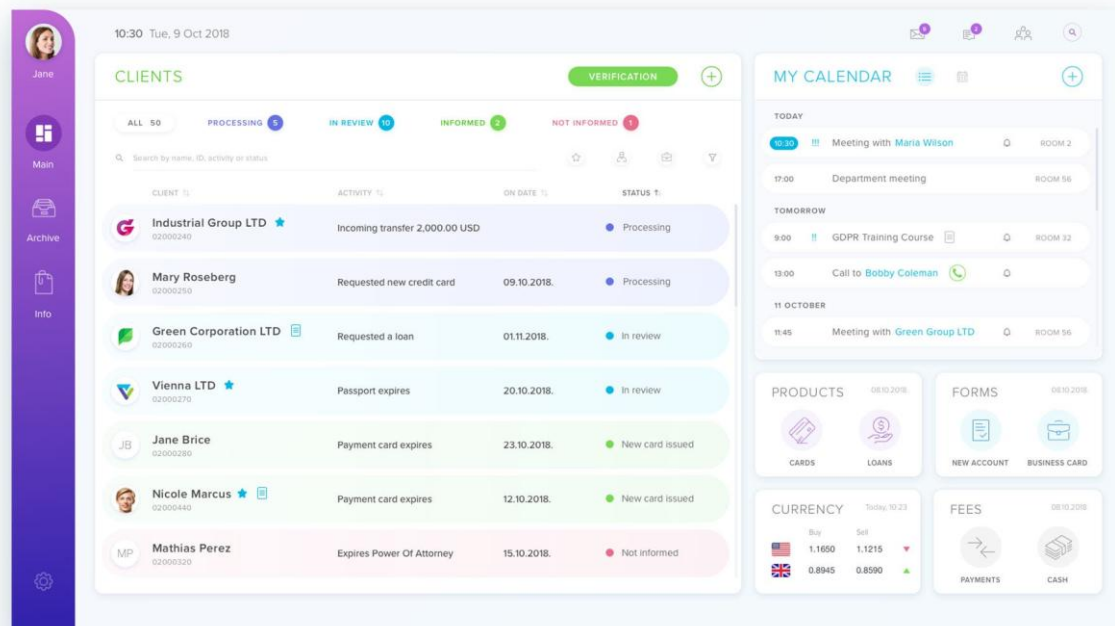 10:30 Tue, 9 Oct 2018
6
2
Jane
Main
Archive
Info
CLIENTS
VERIFICATION
ALL 50
PROCESSING 5
IN REVIEW 10
INFORMED 2
NOT INFORMED 1
Search by name, ID, activity or status
CLIENT ACTIVITY ON DATE STATUS
Industrial Group LTD
02000240
Incoming transfer 2,000.00 USD
Processing
Mary Roseberg
02000250
Requested new credit card 09.10.2018. Processing
Green Corporation LTD
02000260
Requested a loan 01.11.2018. In review
Vienna LTD
02000270
Passport expires 20.10.2018. In review
JB
Jane Brice
02000280
Payment card expires 23.10.2018. New card issued
Nicole Marcus
02000440
Payment card expires 12.10.2018. New card issued
MP
Mathias Perez
02000320
Expires Power Of Attorney 15.10.2018. Not informed
MY CALENDAR
TODAY
10:30 !!! Meeting with Maria Wilson ROOM 2
17:00 Department meeting ROOM 56
TOMORROW
9:00 !! GDPR Training Course ROOM 32
13:00 Call to Bobby Coleman
11 OCTOBER
11:45 Meeting with Green Group LTD ROOM 56
PRODUCTS 08.10.2018.
CARDS LOANS
FORMS 08.10.2018.
NEW ACCOUNT BUSINESS CARD
CURRENCY Today, 10:23
Buy Sell
1.1650 1.1215
0.8945 0.8590
FEES 08.10.2018.
PAYMENTS CASH